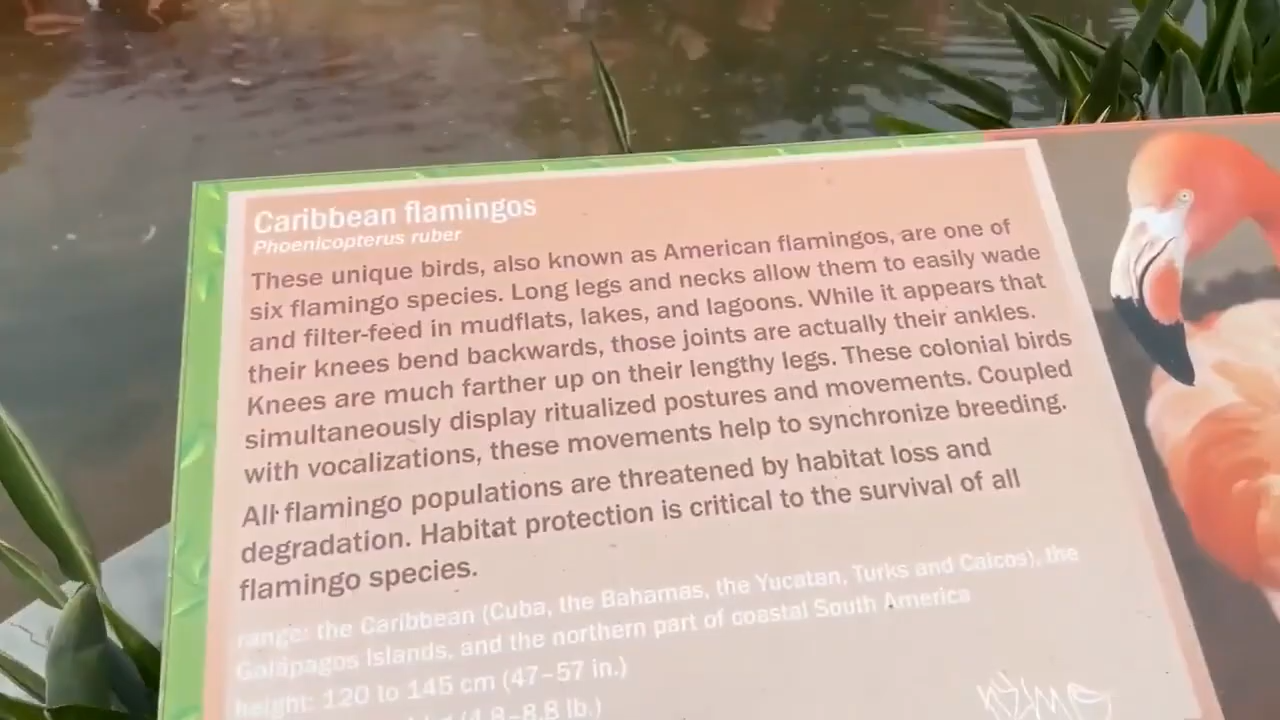 Caribbean flamingos
Phoenicopterus ruber
These unique birds, also known as American flamingos, are one of
six flamingo species. Long legs and necks allow them to easily wade
and filter-feed in mudflats, lakes, and lagoons. While it appears that
their knees bend backwards, those joints are actually their ankles.
Knees are much farther up on their lengthy legs. These colonial birds
simultaneously display ritualized postures and movements. Coupled
with vocalizations, these movements help to synchronize breeding.
All flamingo populations are threatened by habitat loss and
degradation. Habitat protection is critical to the survival of all
flamingo species.
range: the Caribbean (Cuba, the Bahamas, the Yucatan, Turks and Caicos), the
Galápagos Islands, and the northern part of coastal South America
height: 120 to 145 cm (47–57 in.)
(4.8–8.8 lb.)